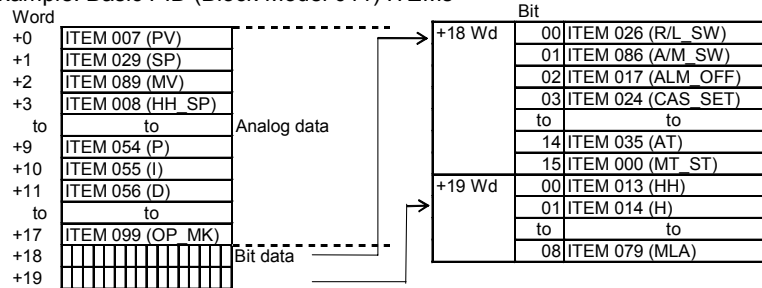 xample: Basic PID (Block Model 011) ITEMs
Word
+0 ITEM 007 (PV)
+1 ITEM 029 (SP)
+2 ITEM 089 (MV)
+3 ITEM 008 (HH_SP)
to to Analog data
+9 ITEM 054 (P)
+10 ITEM 055 (I)
+11 ITEM 056 (D)
to to
+17 ITEM 099 (OP_MK)
+18 Bit data
+19
Bit
+18 Wd 00 ITEM 026 (R/L_SW)
01 ITEM 086 (A/M_SW)
02 ITEM 017 (ALM_OFF)
03 ITEM 024 (CAS_SET)
to to
14 ITEM 035 (AT)
15 ITEM 000 (MT_ST)
+19 Wd 00 ITEM 013 (HH)
01 ITEM 014 (H)
to to
08 ITEM 079 (MLA)